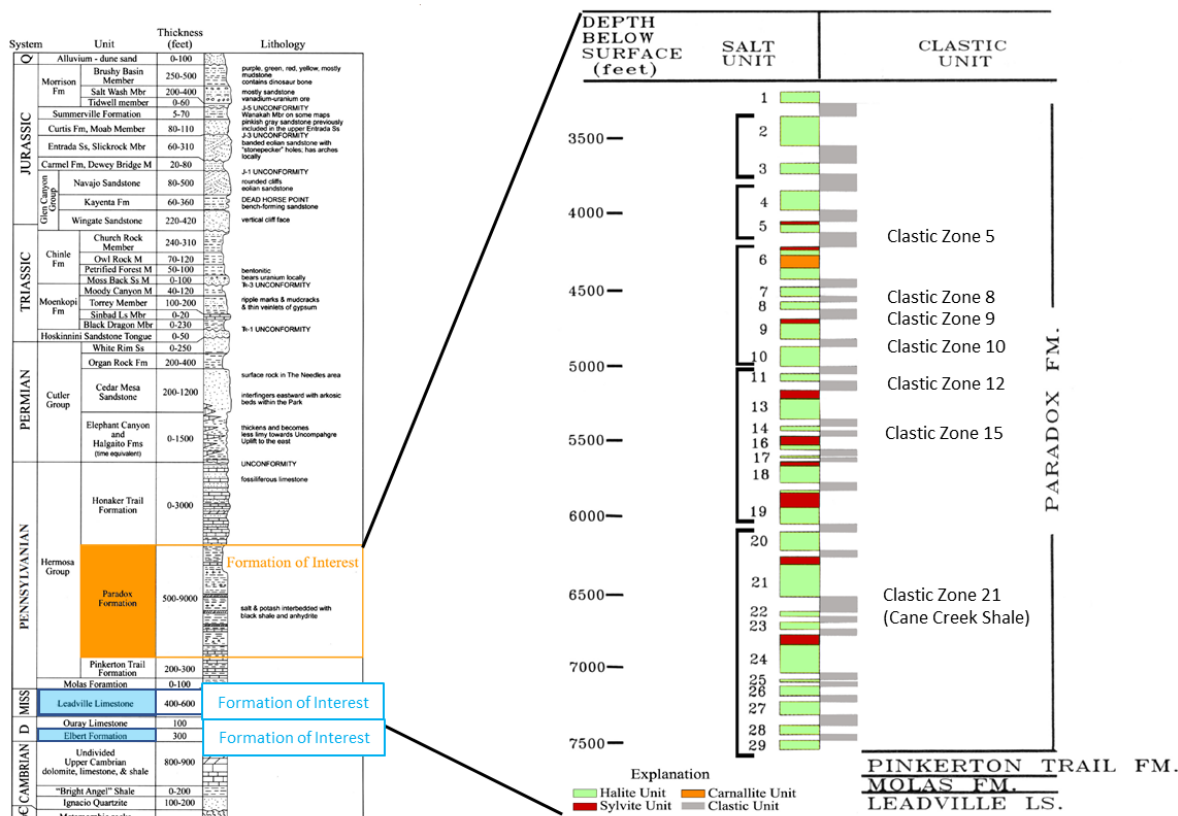 System Unit Thickness (feet) Lithology
Q
Alluvium - dune sand 0-100
JURASSIC
Morrison Fm
Brushy Basin Member 250-500
purple, green, red, yellow, mostly
mudstone
contains dinosaur bone
Salt Wash Mbr 200-400
mostly sandstone
vanadium-uranium ore
Tidwell member 0-60
Summerville Formation 5-70
J-5 UNCONFORMITY
Wanakah Mbr on some maps
Curtis Fm, Moab Member 80-110
pinkish gray sandstone previously
included in the upper Entrada Ss
J-3 UNCONFORMITY
Entrada Ss, Slickrock Mbr 60-310
banded eolian sandstone with
"stonepecker" holes; has arches
locally
Carmel Fm, Dewey Bridge M 20-80
J-1 UNCONFORMITY
Glen Canyon Group
Navajo Sandstone 80-500
rounded cliffs
eolian sandstone
Kayenta Fm 60-360
DEAD HORSE POINT
bench-forming sandstone
Wingate Sandstone 220-420
vertical cliff face
TRIASSIC
Chinle Fm
Church Rock Member 240-310
Owl Rock M 70-120
Petrified Forest M 50-100
bentonitic
Moss Back Ss M 0-100
bears uranium locally
Tr-3 UNCONFORMITY
Moenkopi Fm
Moody Canyon M 40-120
Torrey Member 100-200
ripple marks & mudcracks
& thin veinlets of gypsum
Sinbad Ls Mbr 0-20
Black Dragon Mbr 0-230
Tr-1 UNCONFORMITY
Hoskinnini Sandstone Tongue 0-50
PERMIAN
Cutler Group
White Rim Ss 0-250
Organ Rock Fm 200-400
surface rock in The Needles area
Cedar Mesa Sandstone 200-1200
interfingers eastward with arkosic
beds within the Park
Elephant Canyon and Halgaito Fms (time equivalent) 0-1500
thickens and becomes
less limy towards Uncompahgre
Uplift to the east
UNCONFORMITY
PENNSYLVANIAN
Hermosa Group
Honaker Trail Formation 0-3000
fossiliferous limestone
Formation of Interest
Paradox Formation 500-9000
salt & potash interbedded with
black shale and anhydrite
Pinkerton Trail Formation 200-300
Molas Foramtion 0-100
MISS
Leadville Limestone 400-600
Formation of Interest
D
Ouray Limestone 100
Elbert Formation 300
Formation of Interest
CAMBRIAN
Undivided
Upper Cambrian
dolomite, limestone, & shale
800-900
"Bright Angel" Shale 0-200
Ignacio Quartzite 100-200
DEPTH
BELOW
SURFACE
(feet)
SALT
UNIT
CLASTIC
UNIT
1
2
3500
3
4
4000
5
Clastic Zone 5
6
7
4500
8
Clastic Zone 8
9
Clastic Zone 9
10
Clastic Zone 10
5000
11
Clastic Zone 12
13
14
Clastic Zone 15
5500
16
17
18
19
6000
20
21
6500
Clastic Zone 21
(Cane Creek Shale)
22
23
24
7000
25
26
27
28
7500
29
PARADOX FM.
PINKERTON TRAIL FM.
MOLAS FM.
LEADVILLE LS.
Explanation
Halite Unit Carnallite Unit
Sylvite Unit Clastic Unit